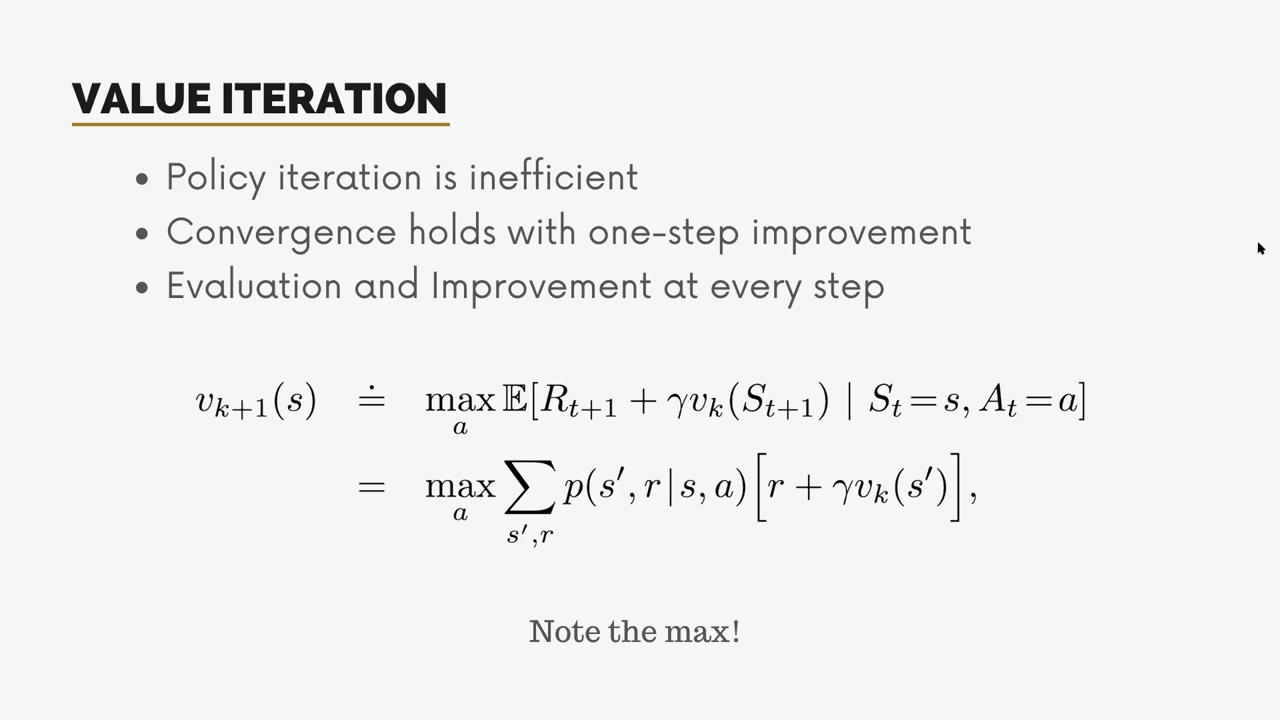 VALUE ITERATION
• Policy iteration is inefficient
• Convergence holds with one-step improvement
• Evaluation and Improvement at every step
v_{k+1}(s) ≐ max_a 𝔼[R_{t+1} + γv_k(S_{t+1}) | S_t = s, A_t = a]
= max_a ∑_{s′,r} p(s′, r | s, a)[r + γv_k(s′)],
Note the max!